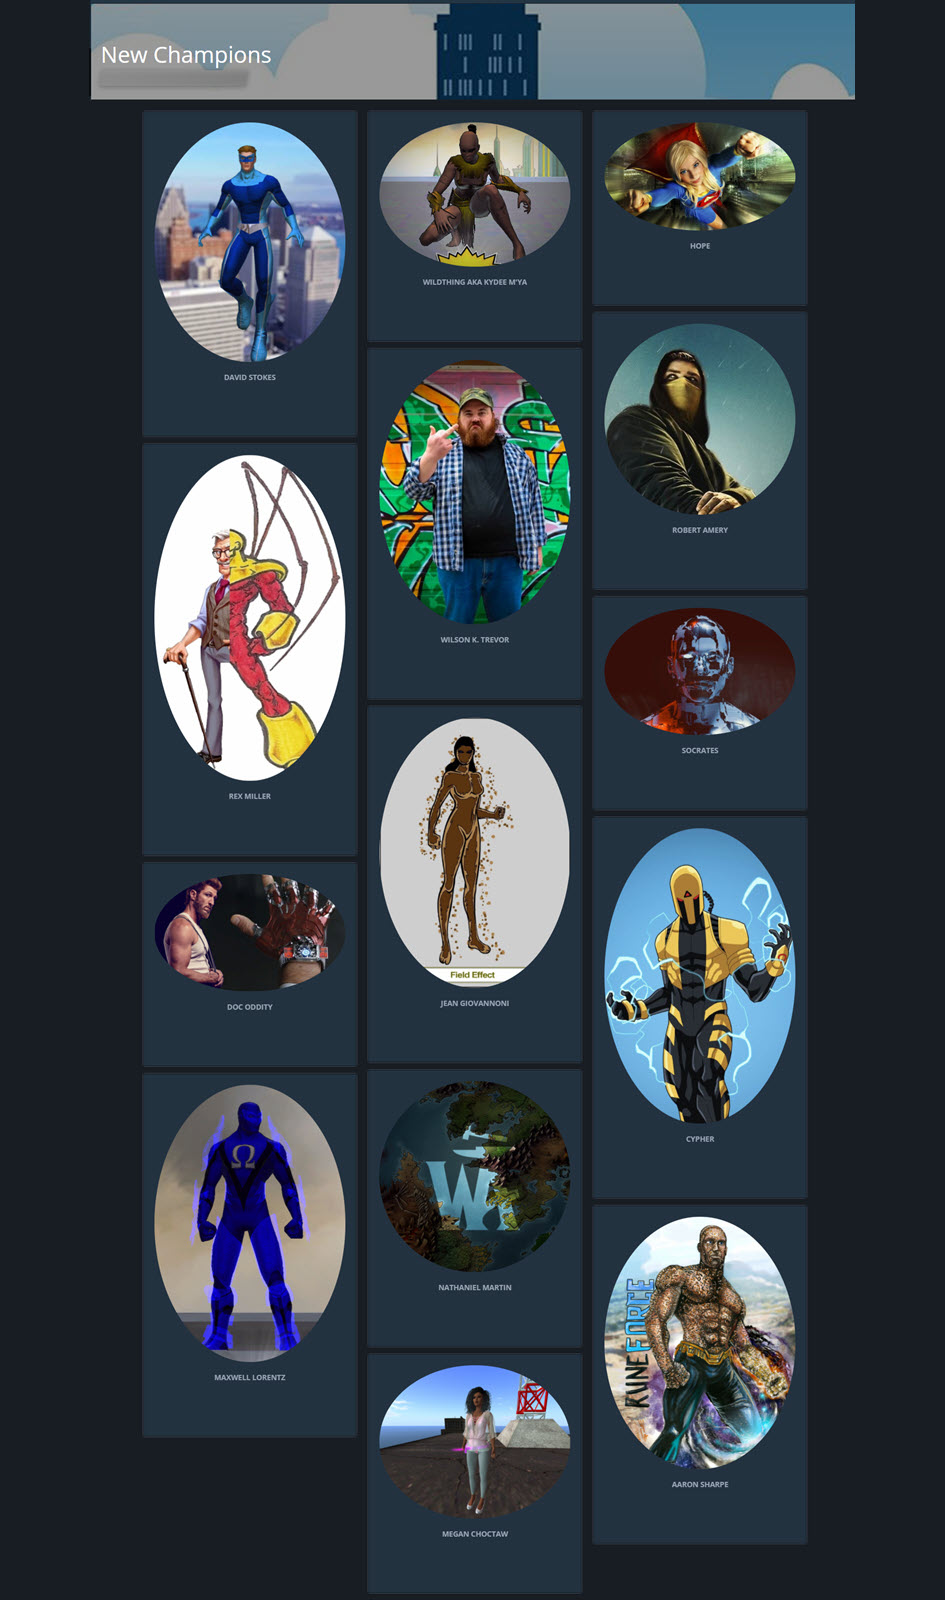 New Champions
DAVID STOKES
REX MILLER
DOC ODDITY
Ω
MAXWELL LORENTZ
WILDTHING AKA KYDEE M'YA
WILSON K. TREVOR
Field Effect
JEAN GIOVANNONI
W
NATHANIEL MARTIN
MEGAN CHOCTAW
HOPE
ROBERT AMERY
SOCRATES
CYPHER
RUNE FORCE
AARON SHARPE